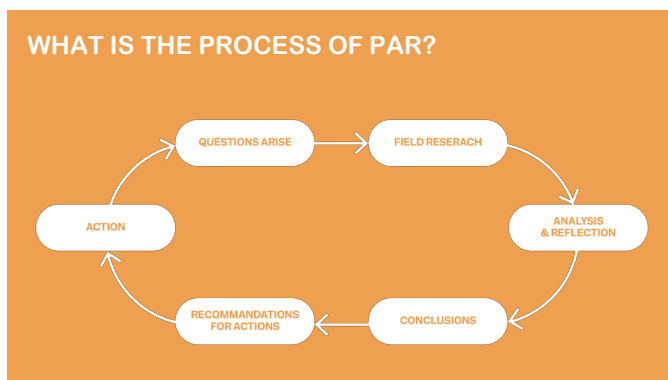 WHAT IS THE PROCESS OF PAR?
QUESTIONS ARISE
FIELD RESERACH
ANALYSIS
& REFLECTION
CONCLUSIONS
RECOMMANDATIONS
FOR ACTIONS
ACTION